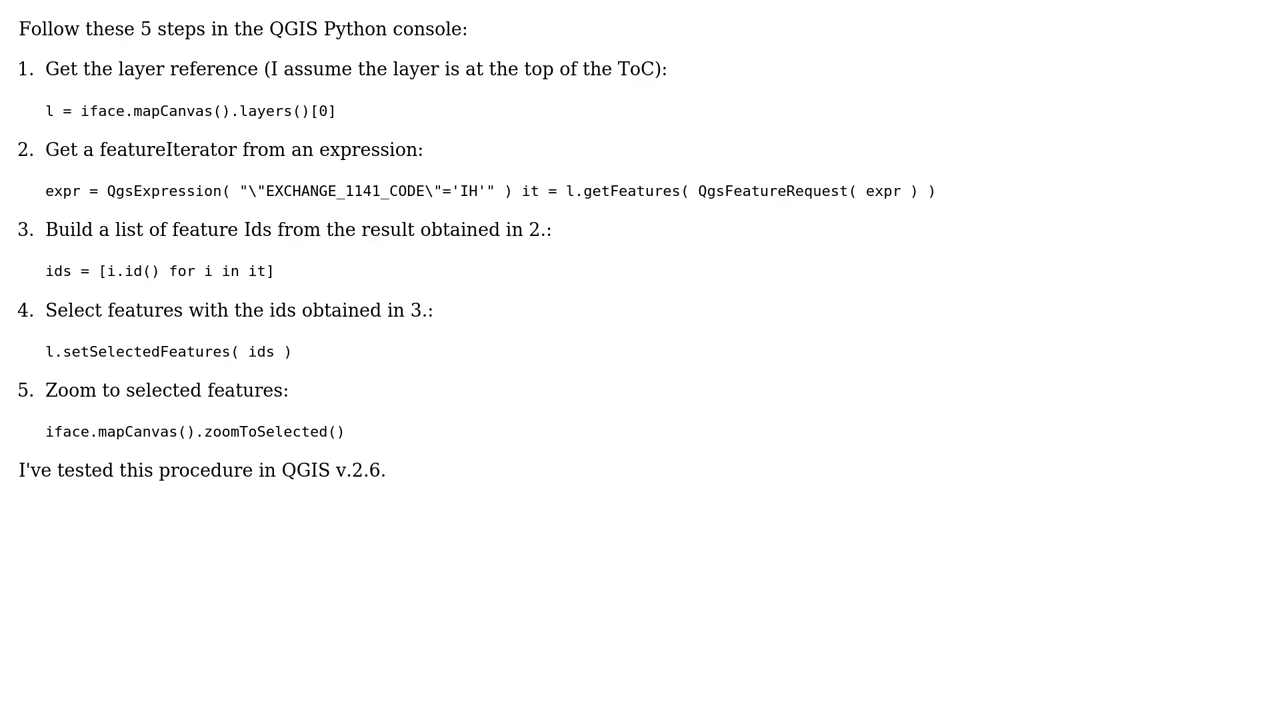 Follow these 5 steps in the QGIS Python console:
1. Get the layer reference (I assume the layer is at the top of the ToC):
l = iface.mapCanvas().layers()[0]
2. Get a featureIterator from an expression:
expr = QgsExpression( "\"EXCHANGE_1141_CODE\"='IH'" ) it = l.getFeatures( QgsFeatureRequest( expr ) )
3. Build a list of feature Ids from the result obtained in 2.:
ids = [i.id() for i in it]
4. Select features with the ids obtained in 3.:
l.setSelectedFeatures( ids )
5. Zoom to selected features:
iface.mapCanvas().zoomToSelected()
I've tested this procedure in QGIS v.2.6.